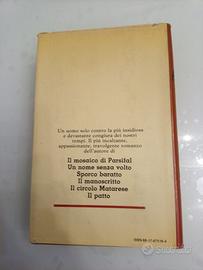 Un uomo solo contro la più insidiosa
e devastante congiura dei nostri
tempi. Il più incalzante,
appassionante, travolgente romanzo
dell'autore di
Il mosaico di Parsifal
Un nome senza volto
Sporco baratto
Il manoscritto
Il circolo Matarese
Il patto
subito